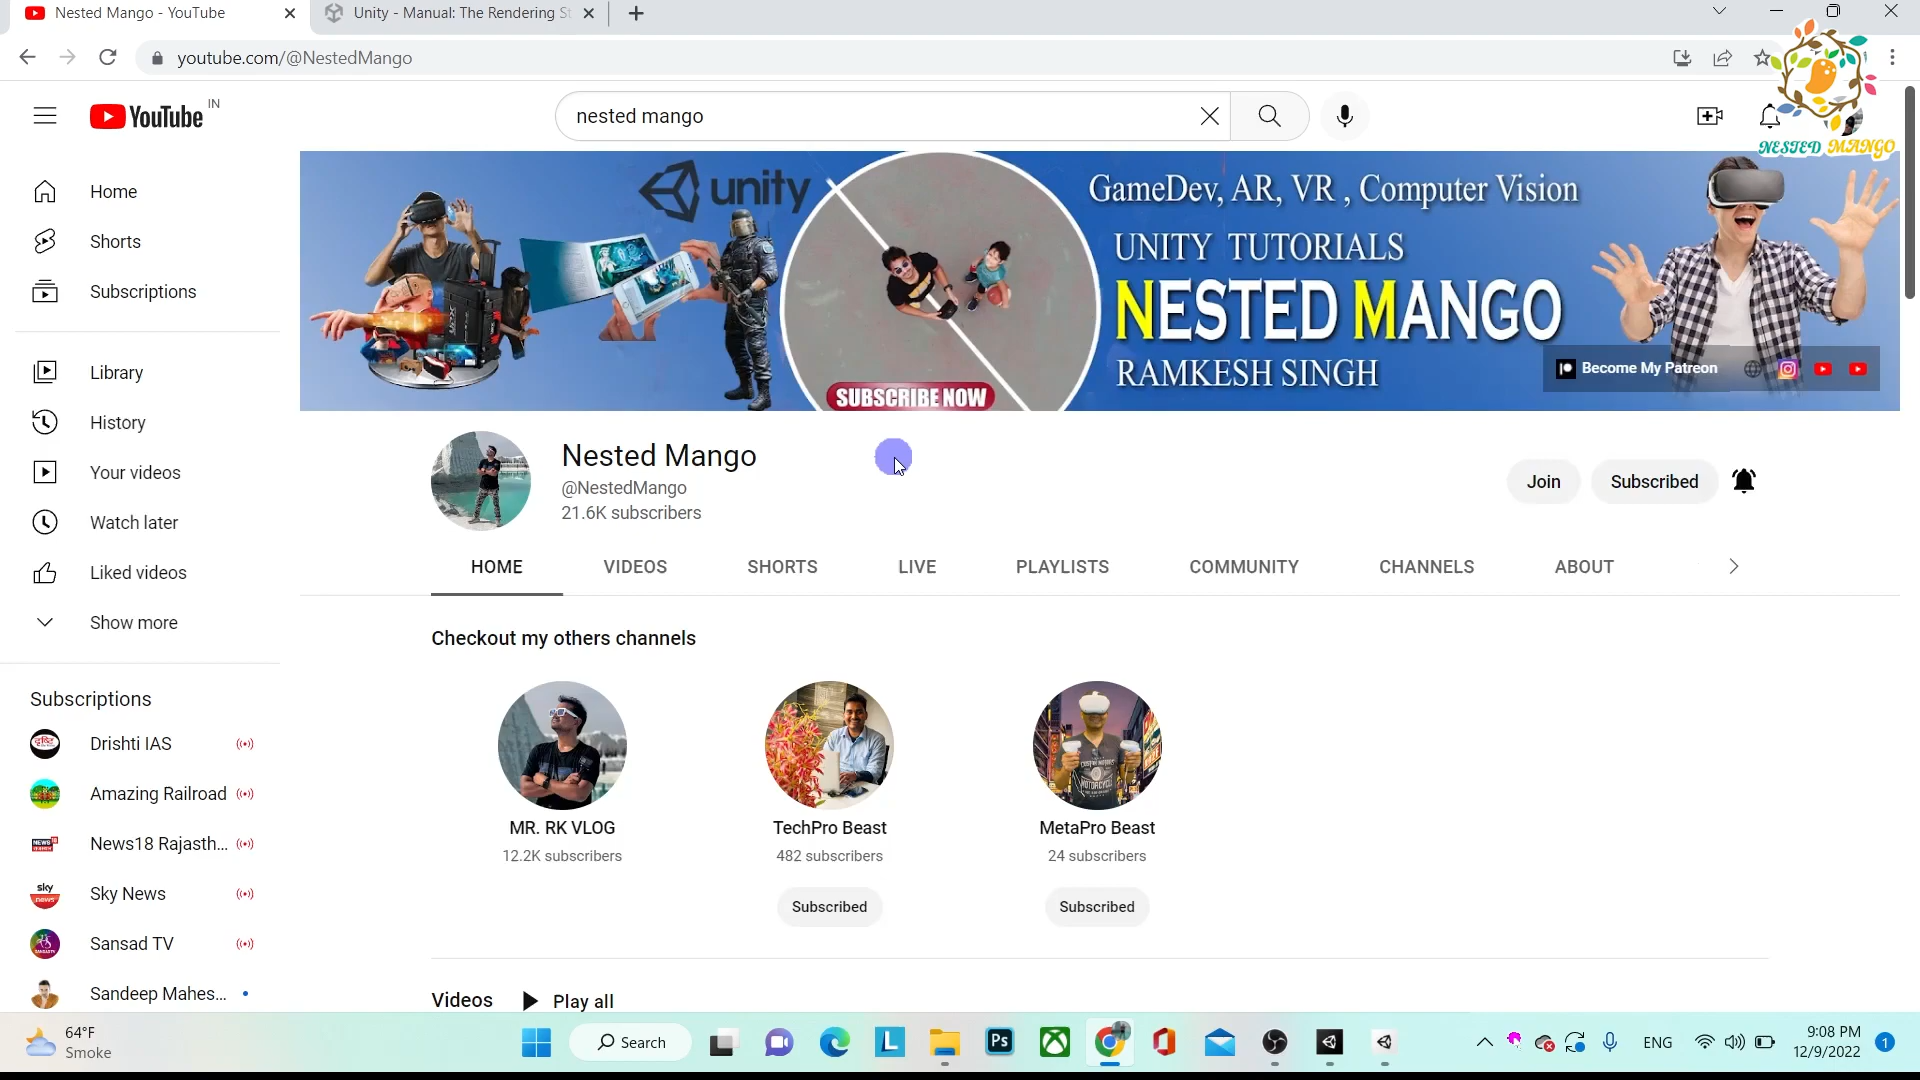 Nested Mango - YouTube
Unity - Manual: The Rendering St
youtube.com/@NestedMango
YouTube IN
nested mango
NESTED MANGO
Home
Shorts
Subscriptions
Library
History
Your videos
Watch later
Liked videos
Show more
Subscriptions
Drishti IAS
Amazing Railroad
News18 Rajasth...
sky news
Sky News
Sansad TV
Sandeep Mahes...
unity
GameDev, AR, VR , Computer Vision
UNITY TUTORIALS
NESTED MANGO
RAMKESH SINGH
SUBSCRIBE NOW
Become My Patreon
Nested Mango
@NestedMango
21.6K subscribers
Join
Subscribed
HOME
VIDEOS
SHORTS
LIVE
PLAYLISTS
COMMUNITY
CHANNELS
ABOUT
Checkout my others channels
MR. RK VLOG
12.2K subscribers
TechPro Beast
482 subscribers
Subscribed
MetaPro Beast
24 subscribers
Subscribed
Videos
Play all
64°F
Smoke
Search
L
Ps
ENG
9:08 PM
12/9/2022
1